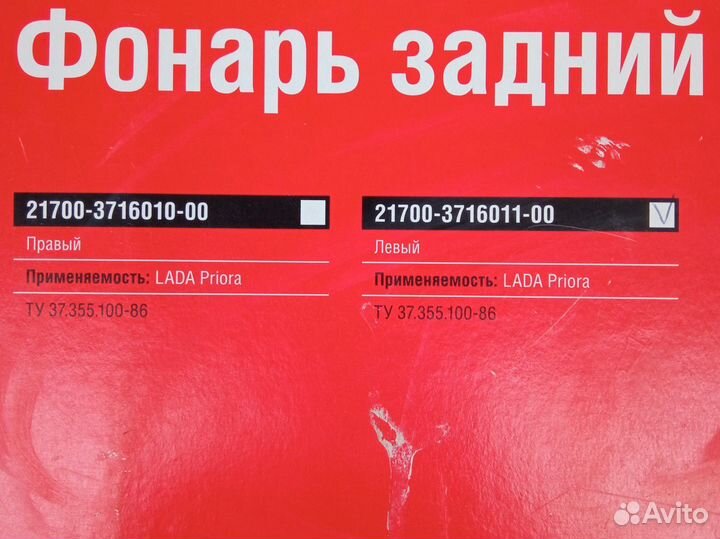 Фонарь задний
21700-3716010-00
Правый
Применяемость: LADA Priora
ТУ 37.355.100-86
21700-3716011-00 V
Левый
Применяемость: LADA Priora
ТУ 37.355.100-86
Avito